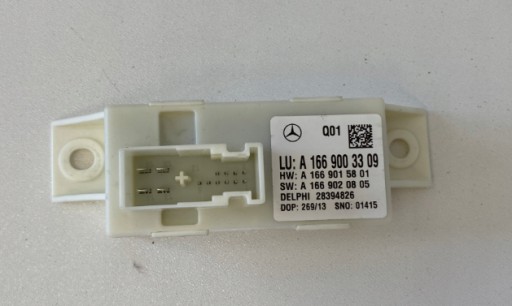 Q01
LU: A 166 900 33 09
HW: A 166 901 58 01
SW: A 166 902 08 05
DELPHI 28394826
DOP: 269/13 SNO: 01415